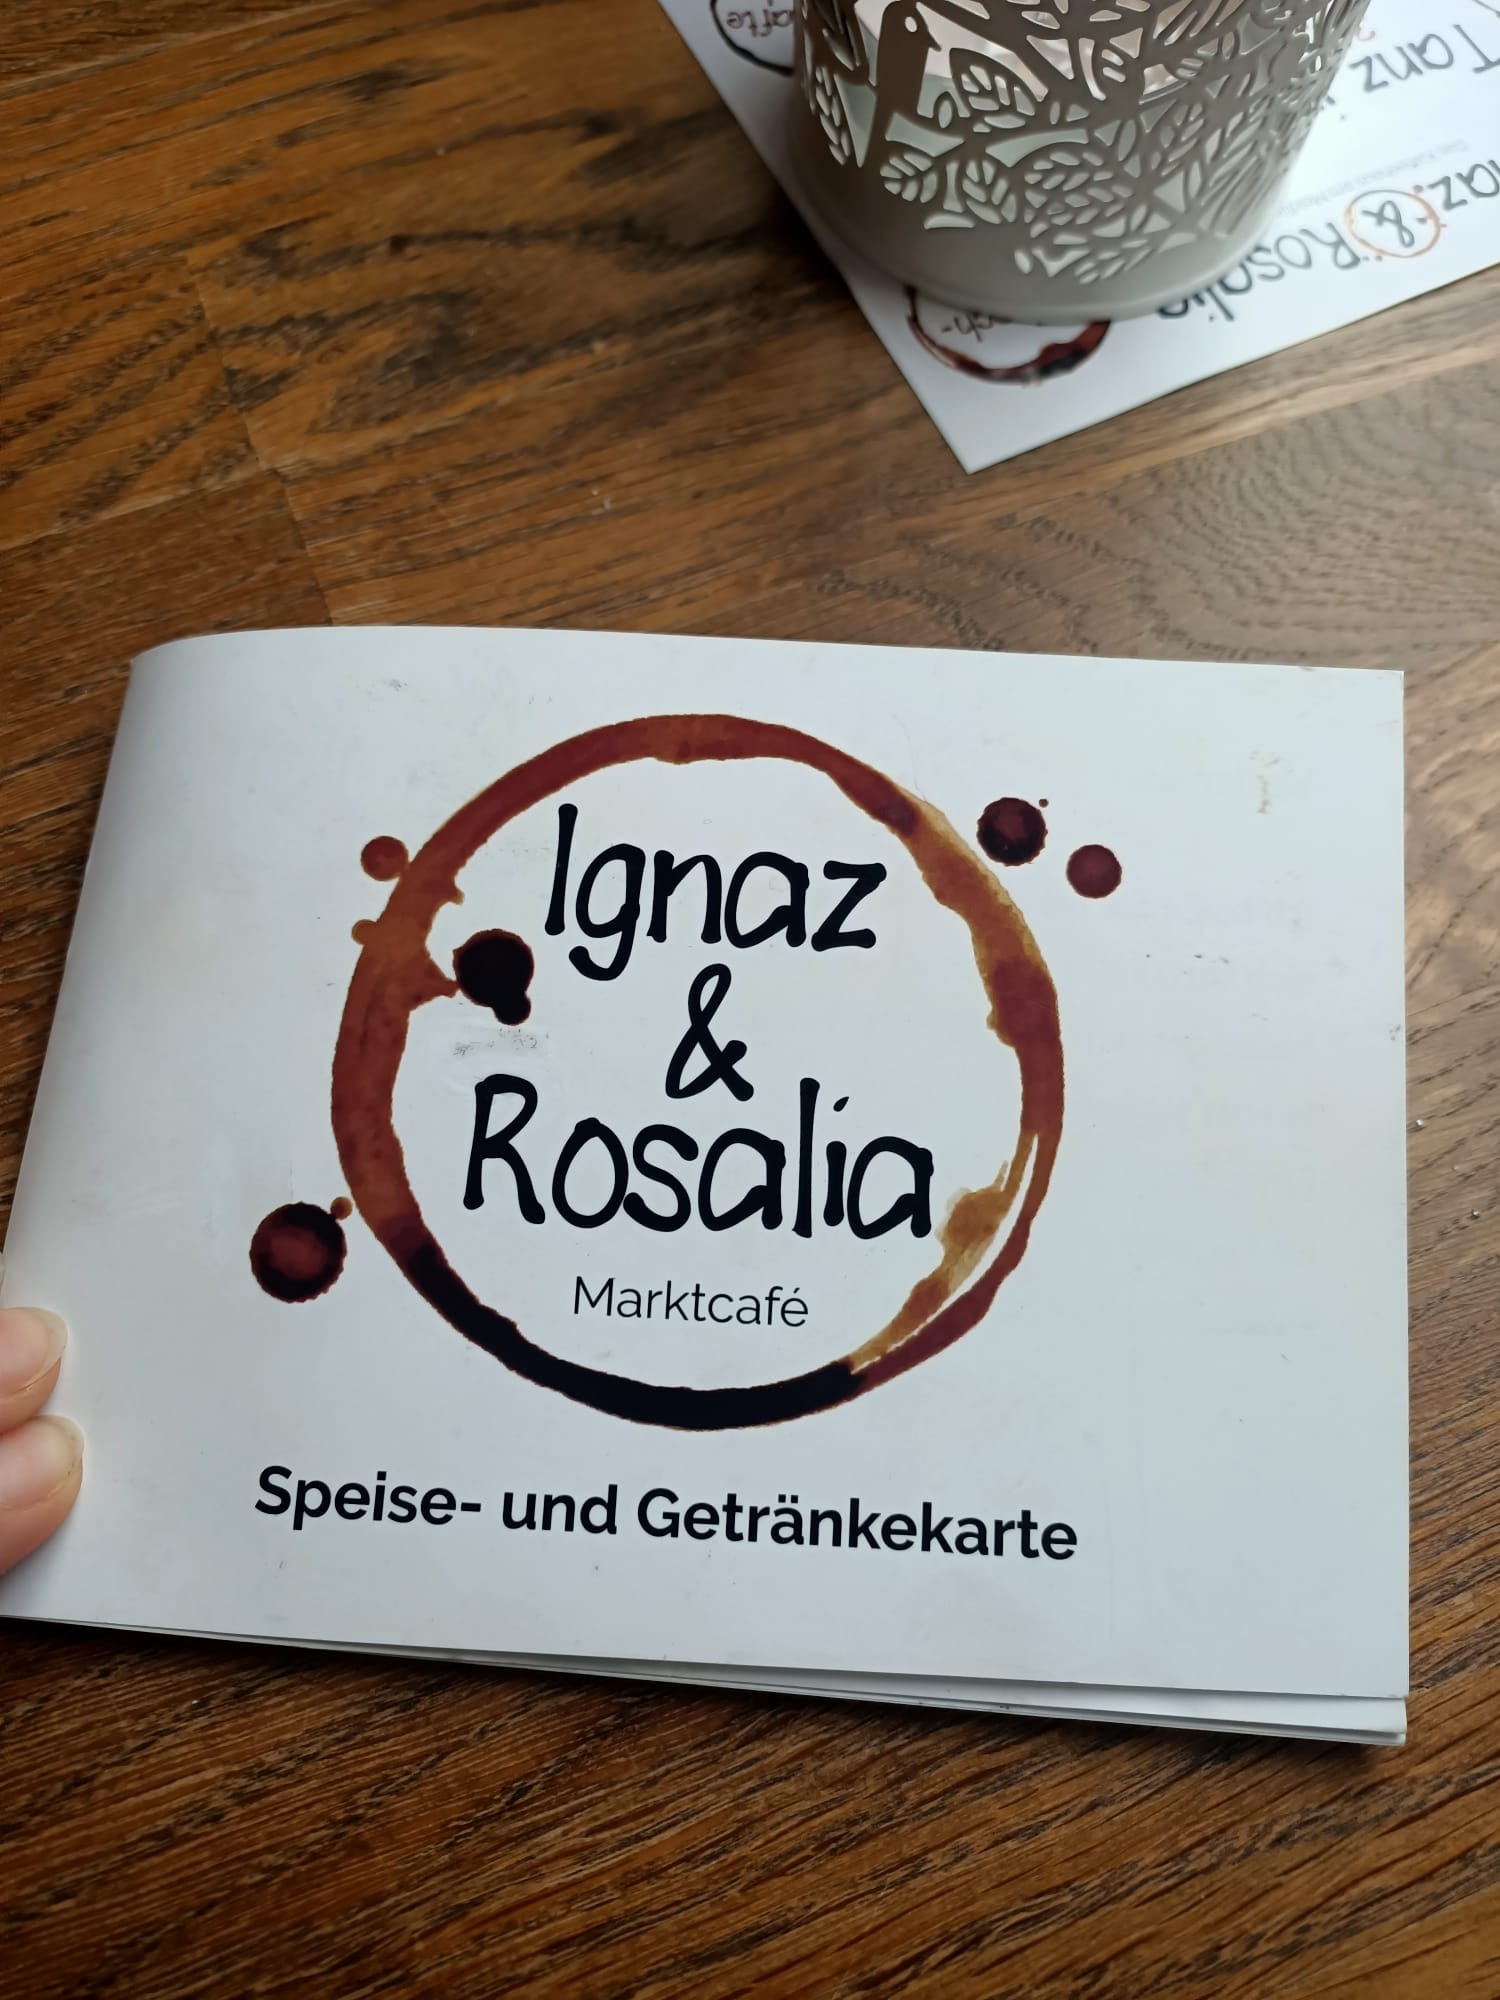 Ignaz
&
Rosalia
Marktcafé
Speise- und Getränkekarte
Tanz
& Rosalia